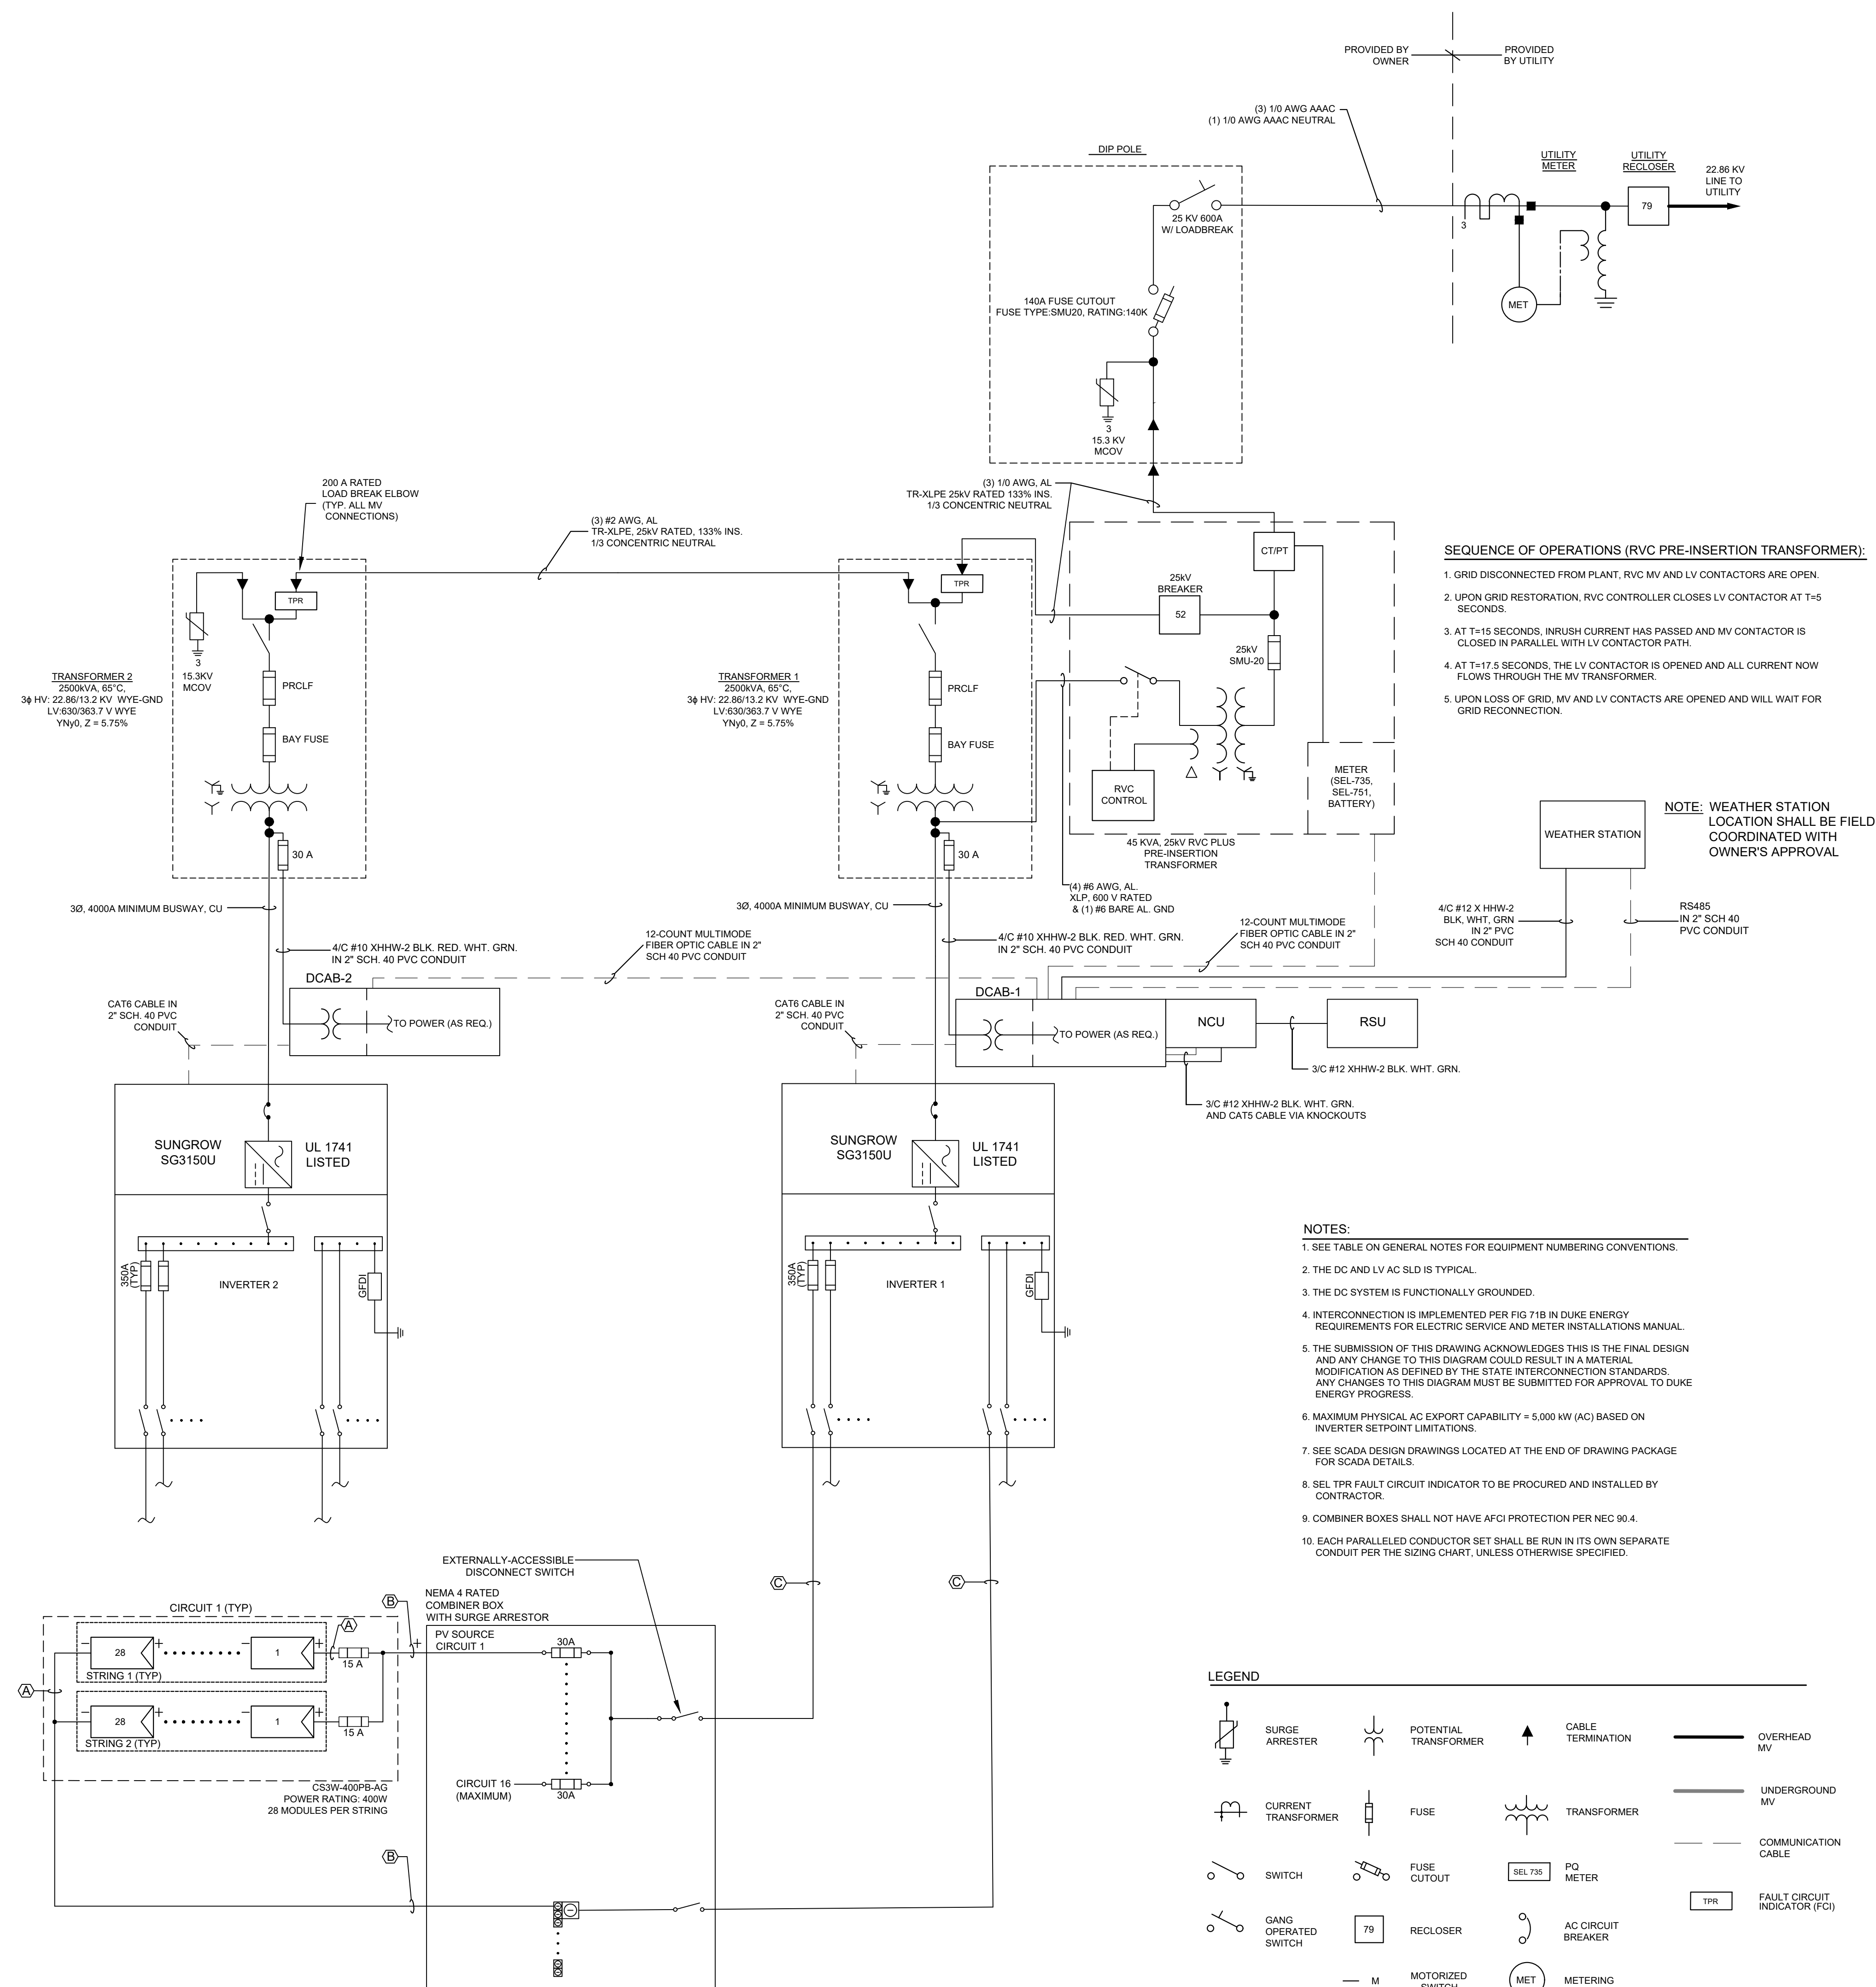 PROVIDED BY
OWNER
PROVIDED
BY UTILITY
(3) 1/0 AWG AAAC
(1) 1/0 AWG AAAC NEUTRAL
DIP POLE
UTILITY
METER
UTILITY
RECLOSER
22.86 KV
LINE TO
UTILITY
79
3
MET
25 KV 600A
W/ LOADBREAK
140A FUSE CUTOUT
FUSE TYPE:SMU20, RATING:140K
3
15.3 KV
MCOV
200 A RATED
LOAD BREAK ELBOW
(TYP. ALL MV
CONNECTIONS)
(3) #2 AWG, AL
TR-XLPE, 25kV RATED, 133% INS.
1/3 CONCENTRIC NEUTRAL
(3) 1/0 AWG, AL
TR-XLPE 25kV RATED 133% INS.
1/3 CONCENTRIC NEUTRAL
TPR
3
15.3KV
MCOV
PRCLF
BAY FUSE
TRANSFORMER 2
2500kVA, 65°C,
3ϕ HV: 22.86/13.2 KV WYE-GND
LV:630/363.7 V WYE
YNy0, Z = 5.75%
30 A
TPR
PRCLF
BAY FUSE
TRANSFORMER 1
2500kVA, 65°C,
3ϕ HV: 22.86/13.2 KV WYE-GND
LV:630/363.7 V WYE
YNy0, Z = 5.75%
30 A
CT/PT
25kV
BREAKER
52
25kV
SMU-20
RVC
CONTROL
METER
(SEL-735,
SEL-751,
BATTERY)
45 KVA, 25kV RVC PLUS
PRE-INSERTION
TRANSFORMER
(4) #6 AWG, AL.
XLP, 600 V RATED
& (1) #6 BARE AL. GND
SEQUENCE OF OPERATIONS (RVC PRE-INSERTION TRANSFORMER):
1. GRID DISCONNECTED FROM PLANT, RVC MV AND LV CONTACTORS ARE OPEN.
2. UPON GRID RESTORATION, RVC CONTROLLER CLOSES LV CONTACTOR AT T=5
SECONDS.
3. AT T=15 SECONDS, INRUSH CURRENT HAS PASSED AND MV CONTACTOR IS
CLOSED IN PARALLEL WITH LV CONTACTOR PATH.
4. AT T=17.5 SECONDS, THE LV CONTACTOR IS OPENED AND ALL CURRENT NOW
FLOWS THROUGH THE MV TRANSFORMER.
5. UPON LOSS OF GRID, MV AND LV CONTACTS ARE OPENED AND WILL WAIT FOR
GRID RECONNECTION.
WEATHER STATION
NOTE: WEATHER STATION
LOCATION SHALL BE FIELD
COORDINATED WITH
OWNER'S APPROVAL
4/C #12 X HHW-2
BLK, WHT, GRN
IN 2" PVC
SCH 40 CONDUIT
RS485
IN 2" SCH 40
PVC CONDUIT
3Ø, 4000A MINIMUM BUSWAY, CU
3Ø, 4000A MINIMUM BUSWAY, CU
4/C #10 XHHW-2 BLK. RED. WHT. GRN.
IN 2" SCH. 40 PVC CONDUIT
12-COUNT MULTIMODE
FIBER OPTIC CABLE IN 2"
SCH 40 PVC CONDUIT
4/C #10 XHHW-2 BLK. RED. WHT. GRN.
IN 2" SCH. 40 PVC CONDUIT
12-COUNT MULTIMODE
FIBER OPTIC CABLE IN 2"
SCH 40 PVC CONDUIT
DCAB-2
TO POWER (AS REQ.)
CAT6 CABLE IN
2" SCH. 40 PVC
CONDUIT
CAT6 CABLE IN
2" SCH. 40 PVC
CONDUIT
DCAB-1
TO POWER (AS REQ.)
NCU
RSU
3/C #12 XHHW-2 BLK. WHT. GRN.
3/C #12 XHHW-2 BLK. WHT. GRN.
AND CAT5 CABLE VIA KNOCKOUTS
SUNGROW
SG3150U
UL 1741
LISTED
350A
(TYP)
INVERTER 2
GFDI
SUNGROW
SG3150U
UL 1741
LISTED
350A
(TYP)
INVERTER 1
GFDI
NOTES:
1. SEE TABLE ON GENERAL NOTES FOR EQUIPMENT NUMBERING CONVENTIONS.
2. THE DC AND LV AC SLD IS TYPICAL.
3. THE DC SYSTEM IS FUNCTIONALLY GROUNDED.
4. INTERCONNECTION IS IMPLEMENTED PER FIG 71B IN DUKE ENERGY
REQUIREMENTS FOR ELECTRIC SERVICE AND METER INSTALLATIONS MANUAL.
5. THE SUBMISSION OF THIS DRAWING ACKNOWLEDGES THIS IS THE FINAL DESIGN
AND ANY CHANGE TO THIS DIAGRAM COULD RESULT IN A MATERIAL
MODIFICATION AS DEFINED BY THE STATE INTERCONNECTION STANDARDS.
ANY CHANGES TO THIS DIAGRAM MUST BE SUBMITTED FOR APPROVAL TO DUKE
ENERGY PROGRESS.
6. MAXIMUM PHYSICAL AC EXPORT CAPABILITY = 5,000 kW (AC) BASED ON
INVERTER SETPOINT LIMITATIONS.
7. SEE SCADA DESIGN DRAWINGS LOCATED AT THE END OF DRAWING PACKAGE
FOR SCADA DETAILS.
8. SEL TPR FAULT CIRCUIT INDICATOR TO BE PROCURED AND INSTALLED BY
CONTRACTOR.
9. COMBINER BOXES SHALL NOT HAVE AFCI PROTECTION PER NEC 90.4.
10. EACH PARALLELED CONDUCTOR SET SHALL BE RUN IN ITS OWN SEPARATE
CONDUIT PER THE SIZING CHART, UNLESS OTHERWISE SPECIFIED.
EXTERNALLY-ACCESSIBLE
DISCONNECT SWITCH
C
C
B
NEMA 4 RATED
COMBINER BOX
WITH SURGE ARRESTOR
CIRCUIT 1 (TYP)
A
PV SOURCE
CIRCUIT 1
30A
28
1
15 A
STRING 1 (TYP)
A
28
1
15 A
STRING 2 (TYP)
CS3W-400PB-AG
POWER RATING: 400W
28 MODULES PER STRING
CIRCUIT 16
(MAXIMUM)
30A
B
LEGEND
SURGE
ARRESTER
POTENTIAL
TRANSFORMER
CABLE
TERMINATION
OVERHEAD
MV
CURRENT
TRANSFORMER
FUSE
TRANSFORMER
UNDERGROUND
MV
SWITCH
FUSE
CUTOUT
SEL 735
PQ
METER
COMMUNICATION
CABLE
GANG
OPERATED
SWITCH
79
RECLOSER
AC CIRCUIT
BREAKER
TPR
FAULT CIRCUIT
INDICATOR (FCI)
M
MOTORIZED
MET
METERING